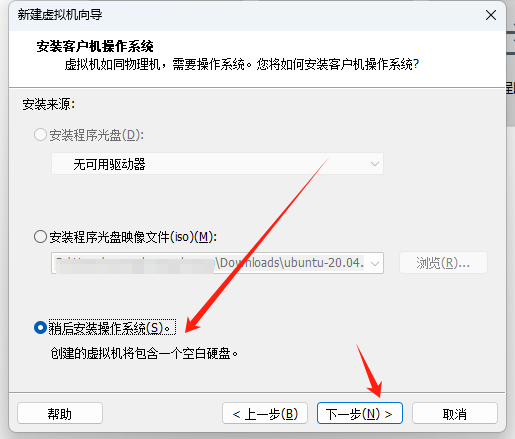 新建虚拟机向导
安装客户机操作系统
虚拟机如同物理机，需要操作系统。您将如何安装客户机操作系统?
安装来源:
安装程序光盘(D):
无可用驱动器
安装程序光盘映像文件(iso)(M):
\Downloads\ubuntu-20.04.
浏览(R)...
稍后安装操作系统(S)。
创建的虚拟机将包含一个空白硬盘。
帮助
< 上一步(B)
下一步(N) >
取消